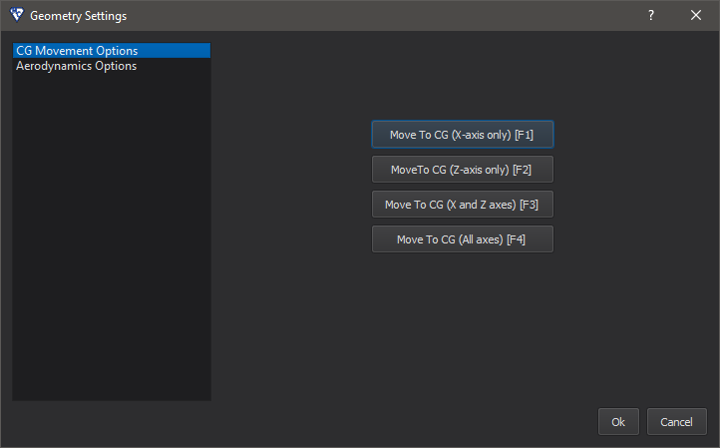 Geometry Settings
?
CG Movement Options
Aerodynamics Options
Move To CG (X-axis only) [F1]
MoveTo CG (Z-axis only) [F2]
Move To CG (X and Z axes) [F3]
Move To CG (All axes) [F4]
Ok
Cancel